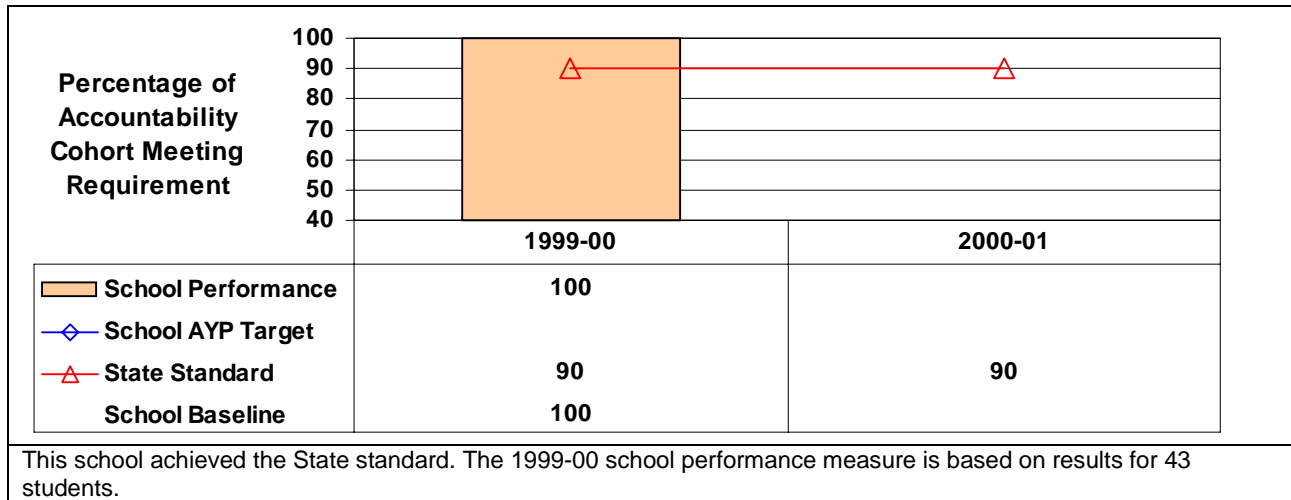 Percentage of
Accountability
Cohort Meeting
Requirement
100
90
80
70
60
50
40
1999-00 2000-01
School Performance 100
School AYP Target
State Standard 90 90
School Baseline 100
This school achieved the State standard. The 1999-00 school performance measure is based on results for 43
students.